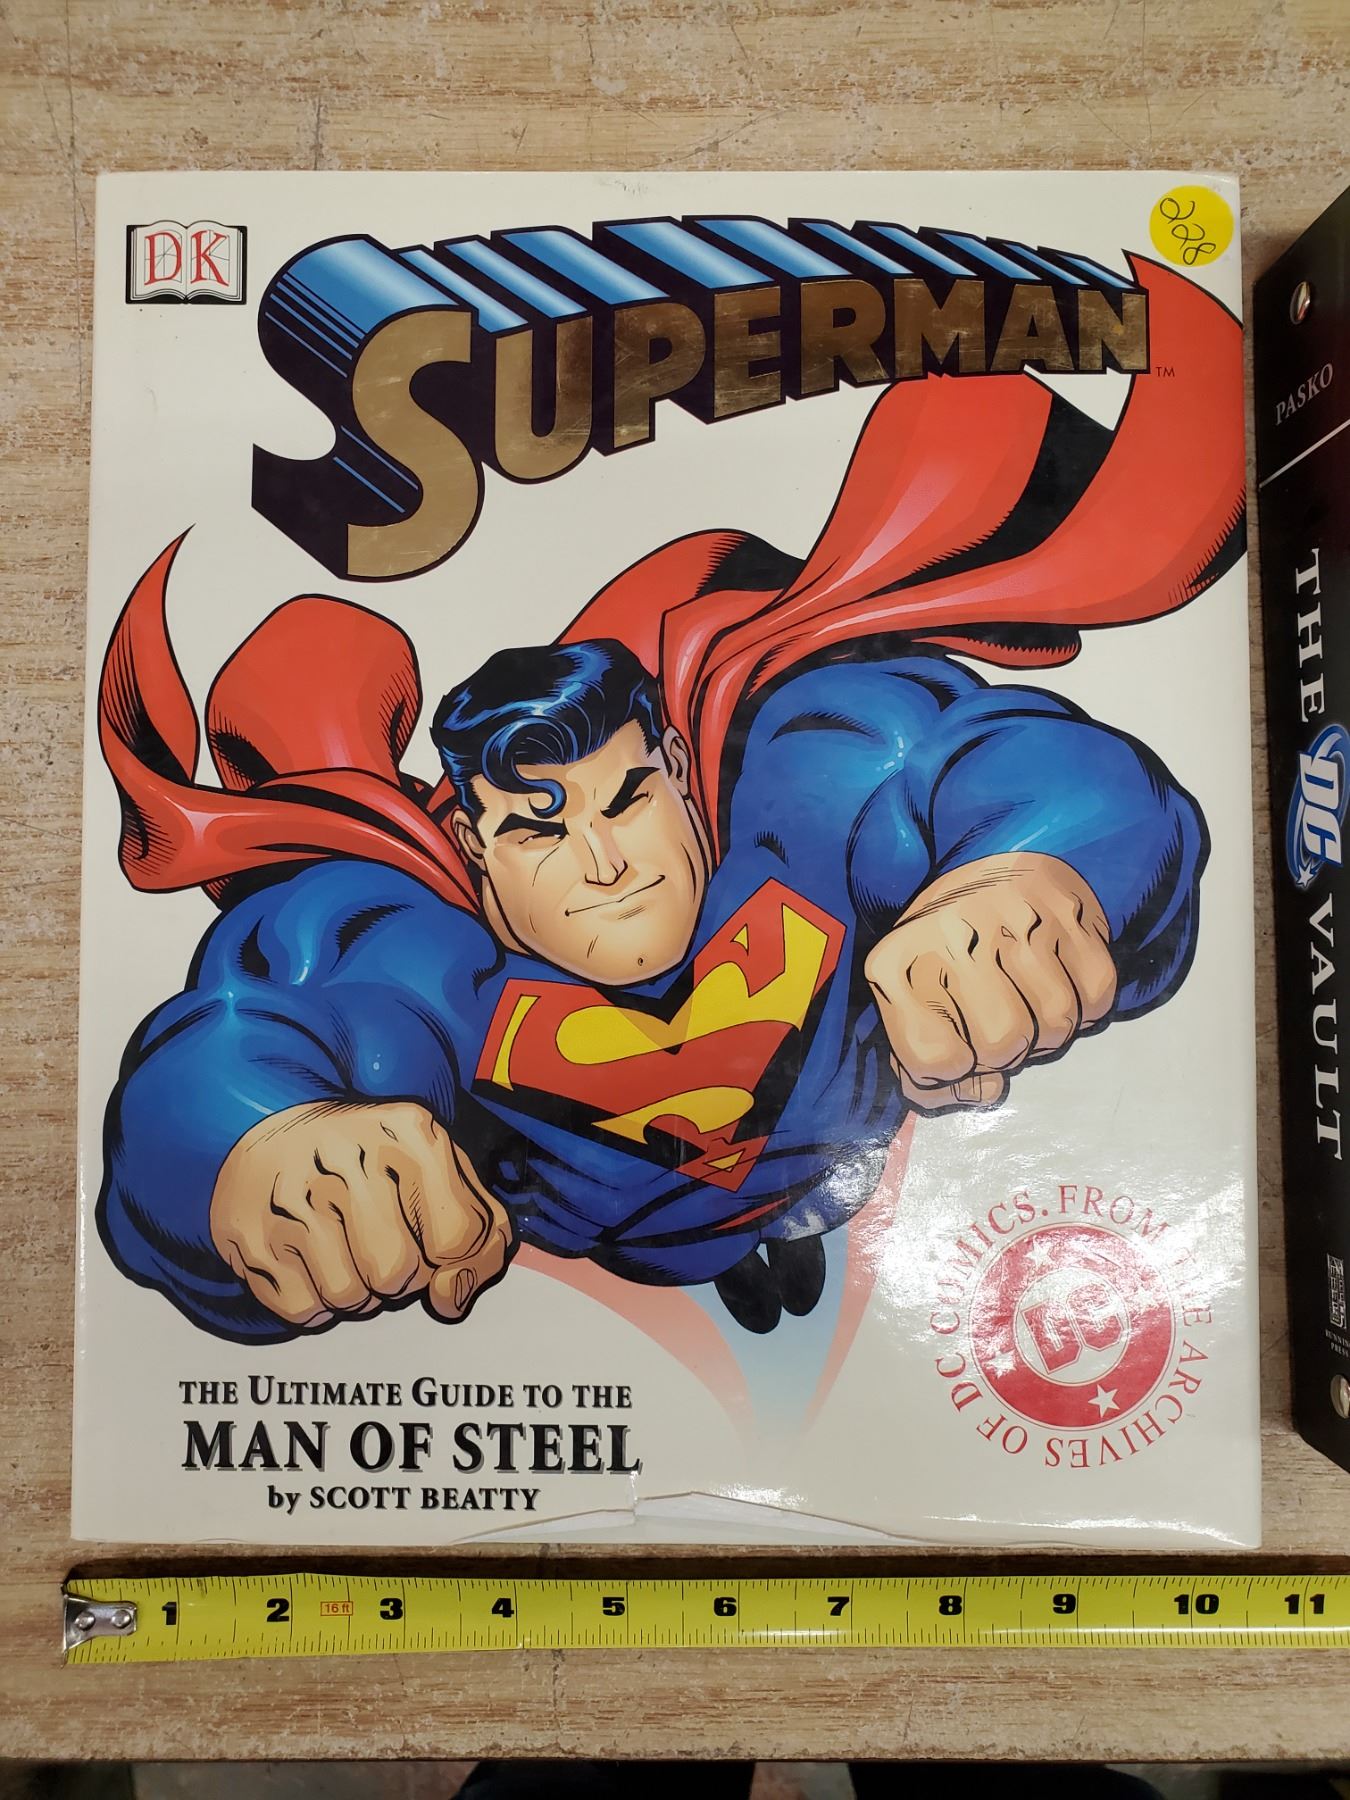 DK
228
SUPERMAN
TM
THE ULTIMATE GUIDE TO THE
MAN OF STEEL
by SCOTT BEATTY
FROM THE ARCHIVES OF DC COMICS.
DC
PASKO
THE DC VAULT
1 2 16 ft 3 4 5 6 7 8 9 10 11